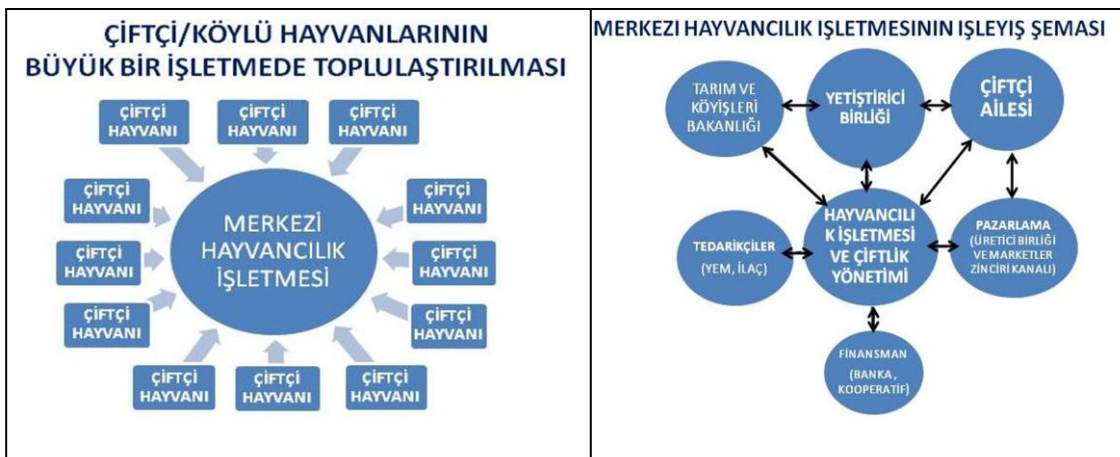 ÇİFTÇİ/KÖYLÜ HAYVANLARININ
BÜYÜK BİR İŞLETMEDE TOPLULAŞTIRILMASI
ÇİFTÇİ
HAYVANI
ÇİFTÇİ
HAYVANI
ÇİFTÇİ
HAYVANI
ÇİFTÇİ
HAYVANI
ÇİFTÇİ
HAYVANI
ÇİFTÇİ
HAYVANI
MERKEZİ
HAYVANCILIK
İŞLETMESİ
ÇİFTÇİ
HAYVANI
ÇİFTÇİ
HAYVANI
ÇİFTÇİ
HAYVANI
ÇİFTÇİ
HAYVANI
ÇİFTÇİ
HAYVANI
ÇİFTÇİ
HAYVANI
MERKEZİ HAYVANCILIK İŞLETMESİNİN İŞLEYİŞ ŞEMASI
TARIM VE
KÖYİŞLERİ
BAKANLIĞI
YETİŞTİRİCİ
BİRLİĞİ
ÇİFTÇİ
AİLESİ
TEDARİKÇİLER
(YEM, İLAÇ)
HAYVANCILI
K İŞLETMESİ
VE ÇİFTLİK
YÖNETİMİ
PAZARLAMA
(ÜRETİCİ BİRLİĞİ
VE MARKETLER
ZİNCİRİ KANALI)
FİNANSMAN
(BANKA,
KOOPERATİF)